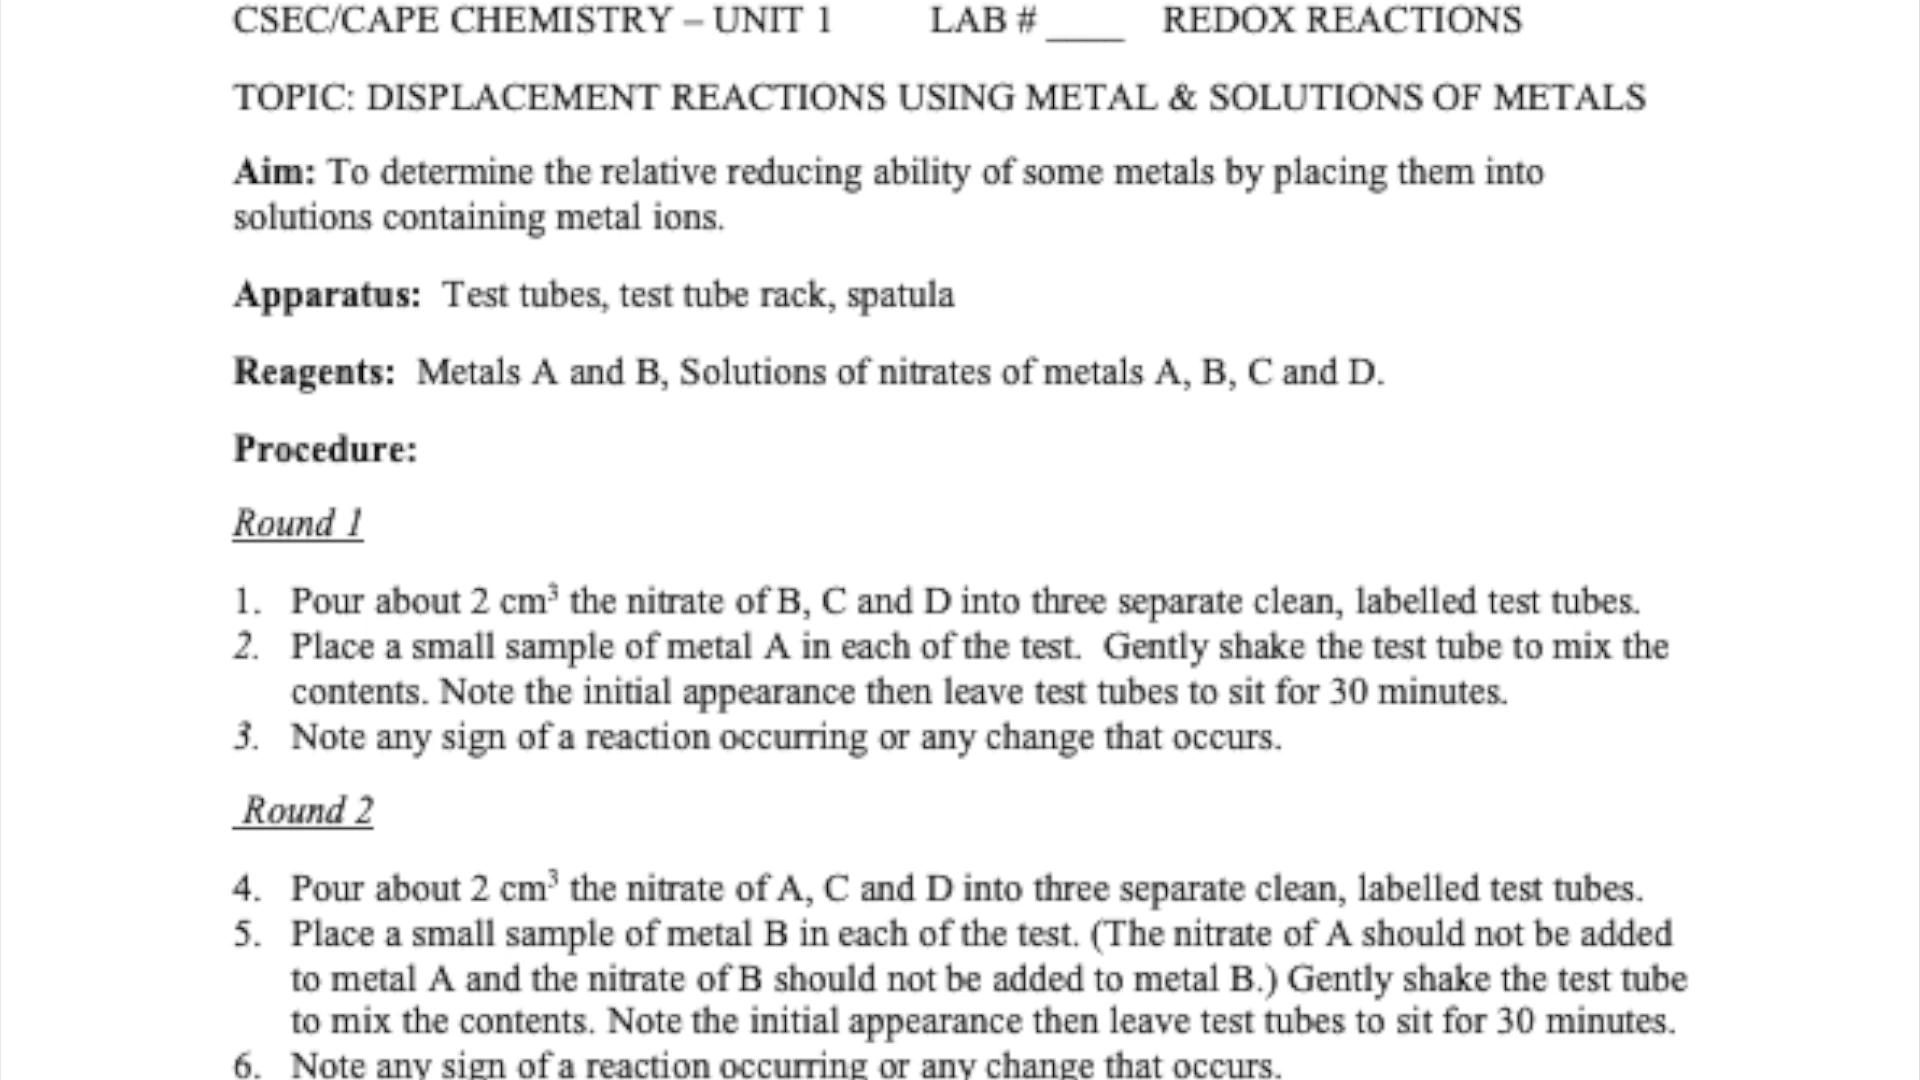 CSEC/CAPE CHEMISTRY – UNIT 1 LAB # ____ REDOX REACTIONS
TOPIC: DISPLACEMENT REACTIONS USING METAL & SOLUTIONS OF METALS
Aim: To determine the relative reducing ability of some metals by placing them into
solutions containing metal ions.
Apparatus: Test tubes, test tube rack, spatula
Reagents: Metals A and B, Solutions of nitrates of metals A, B, C and D.
Procedure:
Round 1
1. Pour about 2 cm³ the nitrate of B, C and D into three separate clean, labelled test tubes.
2. Place a small sample of metal A in each of the test. Gently shake the test tube to mix the
contents. Note the initial appearance then leave test tubes to sit for 30 minutes.
3. Note any sign of a reaction occurring or any change that occurs.
Round 2
4. Pour about 2 cm³ the nitrate of A, C and D into three separate clean, labelled test tubes.
5. Place a small sample of metal B in each of the test. (The nitrate of A should not be added
to metal A and the nitrate of B should not be added to metal B.) Gently shake the test tube
to mix the contents. Note the initial appearance then leave test tubes to sit for 30 minutes.
6. Note any sign of a reaction occurring or any change that occurs.